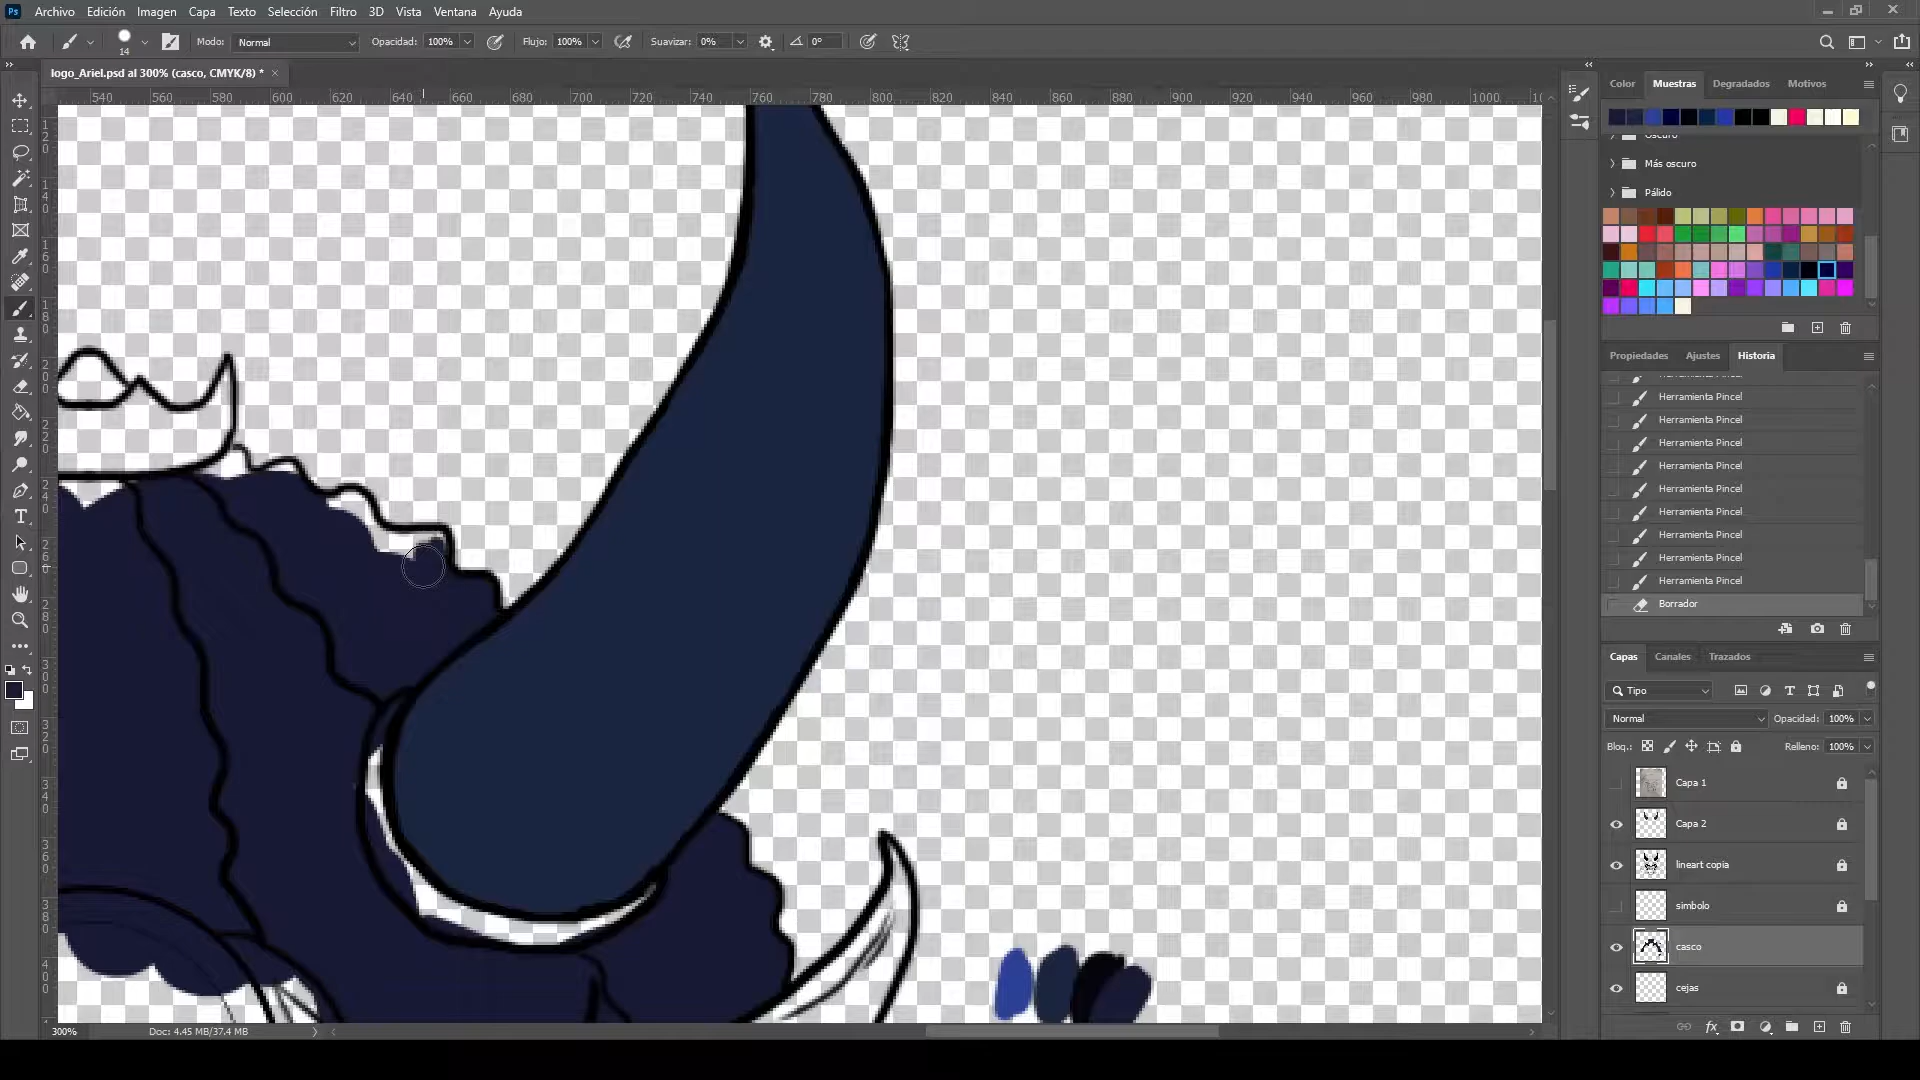 Ps Archivo Edición Imagen Capa Texto Selección Filtro 3D Vista Ventana Ayuda
14 Modo: Normal Opacidad: 100% Flujo: 100% Suavizar: 0% 0°
logo_Ariel.psd al 300% (casco, CMYK/8) * ×
540 560 580 600 620 640 660 680 700 720 740 760 780 800 820 840 860 880 900 920 940 960 980 1000
Color Muestras Degradados Motivos
Oscuro
Más oscuro
Pálido
Propiedades Ajustes Historia
Herramienta Pincel
Herramienta Pincel
Herramienta Pincel
Herramienta Pincel
Herramienta Pincel
Herramienta Pincel
Herramienta Pincel
Herramienta Pincel
Herramienta Pincel
Borrador
Capas Canales Trazados
Tipo
Normal Opacidad: 100%
Bloq.: Relleno: 100%
Capa 1
Capa 2
lineart copia
simbolo
casco
cejas
fx
300% Doc: 4.45 MB/37.4 MB